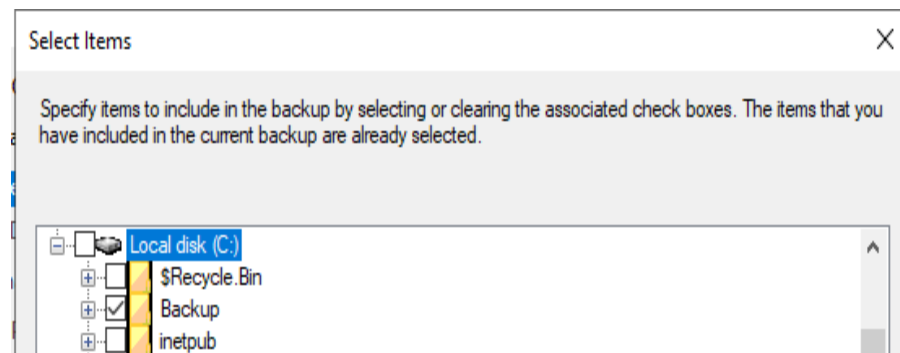 Select Items
Specify items to include in the backup by selecting or clearing the associated check boxes. The items that you
have included in the current backup are already selected.
Local disk (C:)
$Recycle.Bin
Backup
inetpub